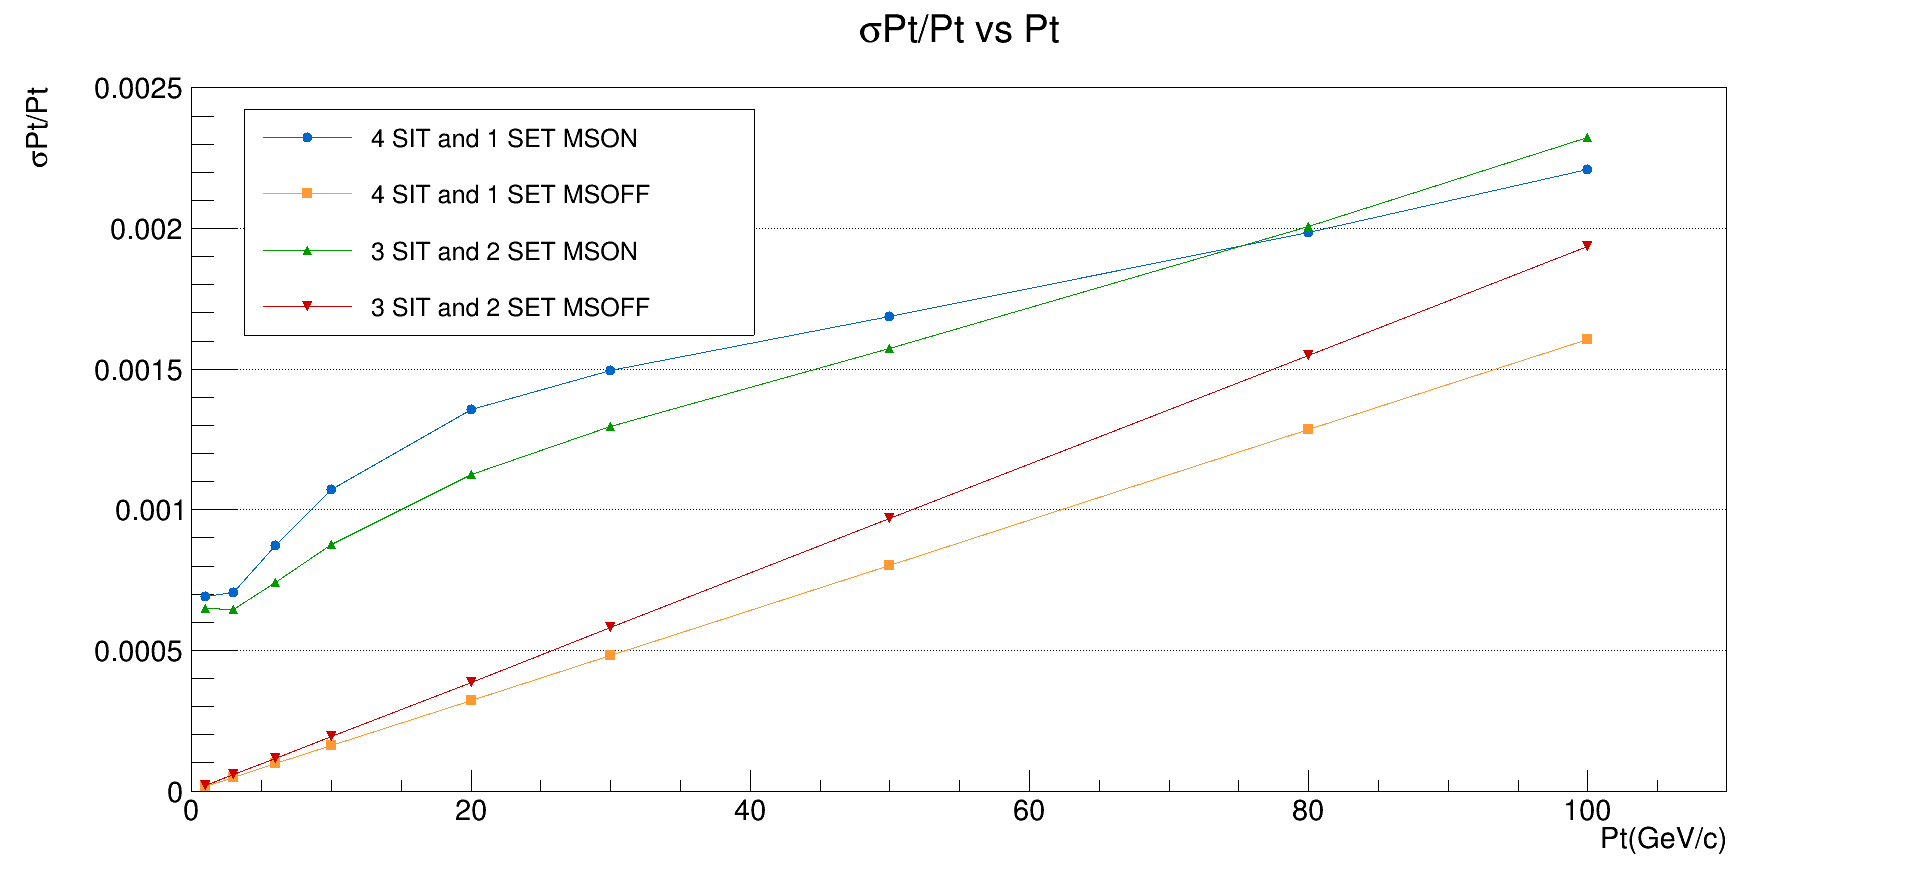 σPt/Pt vs Pt
σPt/Pt
0.0025
0.002
0.0015
0.001
0.0005
0
4 SIT and 1 SET MSON
4 SIT and 1 SET MSOFF
3 SIT and 2 SET MSON
3 SIT and 2 SET MSOFF
0 20 40 60 80 100
Pt(GeV/c)